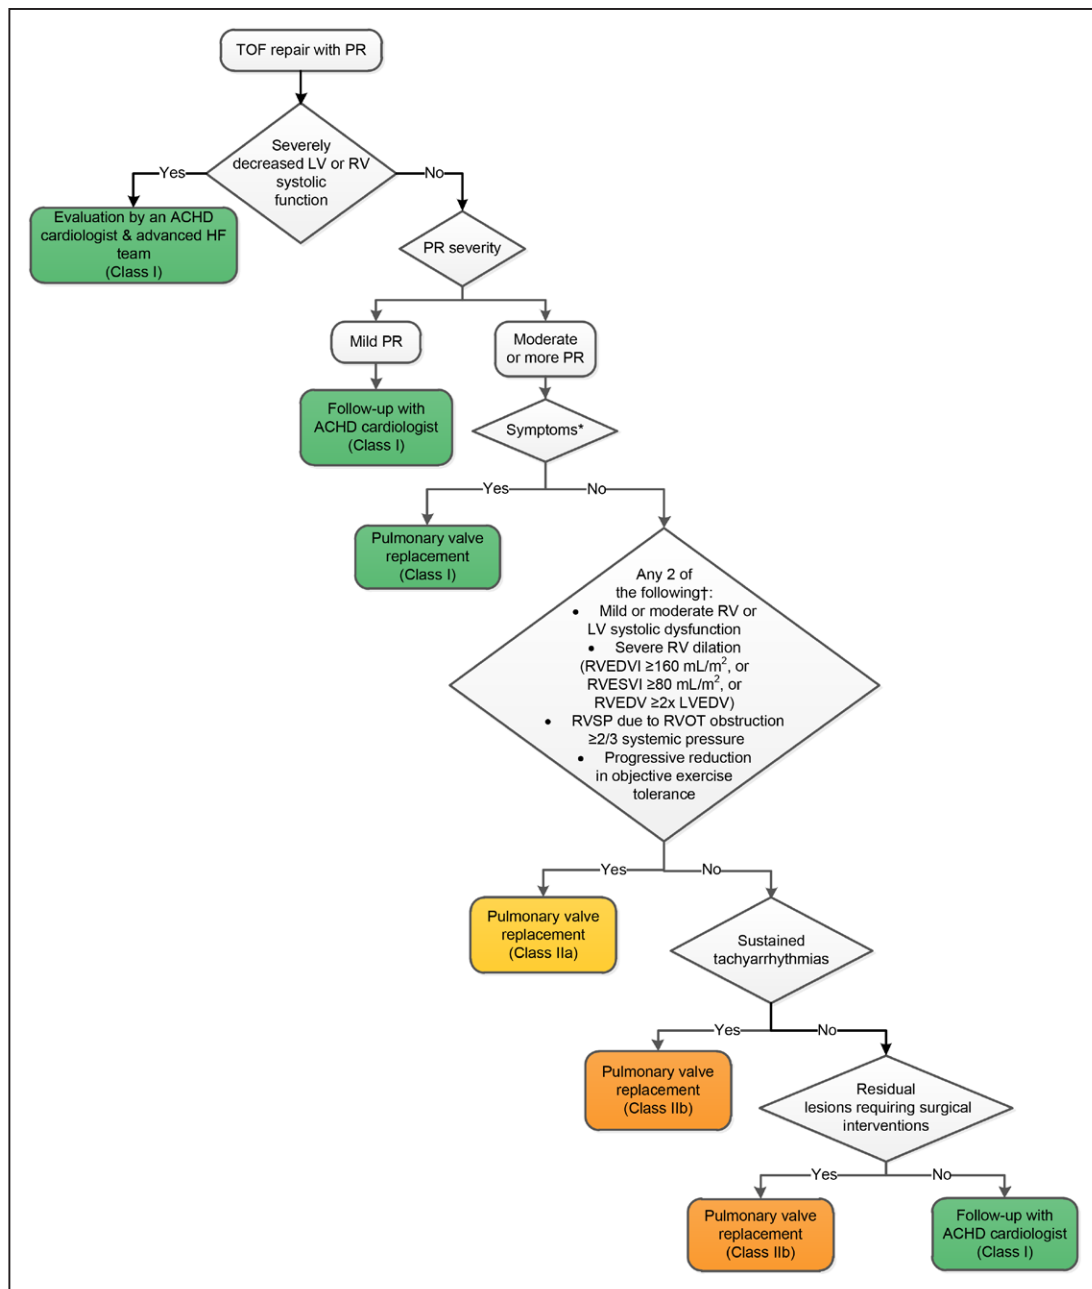 TOF repair with PR
Severely
decreased LV or RV
systolic
function
Yes
No
Evaluation by an ACHD
cardiologist & advanced HF
team
(Class I)
PR severity
Mild PR
Moderate
or more PR
Follow-up with
ACHD cardiologist
(Class I)
Symptoms*
Yes
No
Pulmonary valve
replacement
(Class I)
Any 2 of
the following†:
• Mild or moderate RV or
LV systolic dysfunction
• Severe RV dilation
(RVEDVI ≥160 mL/m², or
RVESVI ≥80 mL/m², or
RVEDV ≥2x LVEDV)
• RVSP due to RVOT obstruction
≥2/3 systemic pressure
• Progressive reduction
in objective exercise
tolerance
Yes
No
Pulmonary valve
replacement
(Class IIa)
Sustained
tachyarrhythmias
Yes
No
Pulmonary valve
replacement
(Class IIb)
Residual
lesions requiring surgical
interventions
Yes
No
Pulmonary valve
replacement
(Class IIb)
Follow-up with
ACHD cardiologist
(Class I)